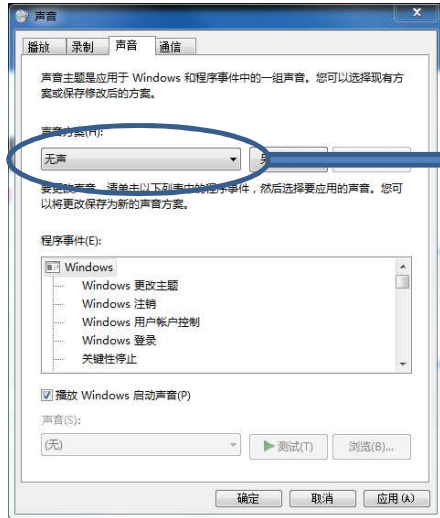 声音
播放 录制 声音 通信
声音主题是应用于 Windows 和程序事件中的一组声音。您可以选择现有方
案或保存修改后的方案。
声音方案(H):
无声
要更改声音，请单击以下列表中的程序事件，然后选择要应用的声音。您可
以将更改保存为新的声音方案。
程序事件(E):
Windows
Windows 更改主题
Windows 注销
Windows 用户帐户控制
Windows 登录
关键性停止
播放 Windows 启动声音(P)
声音(S):
(无) 测试(T) 浏览(B)...
确定 取消 应用(A)